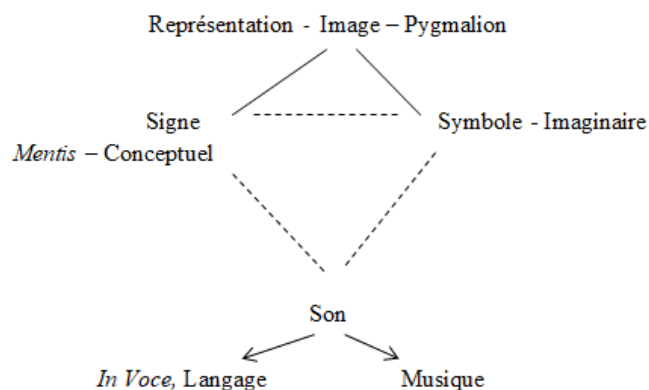 Représentation - Image – Pygmalion
Signe
Symbole - Imaginaire
Mentis – Conceptuel
Son
In Voce, Langage
Musique